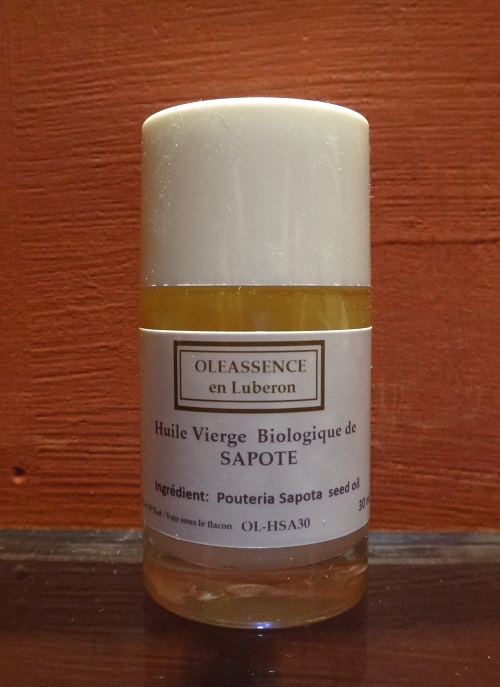 OLEASSENCE
en Luberon
Huile Vierge Biologique de
SAPOTE
Ingrédient: Pouteria Sapota seed oil
30
Lot: Voir sous le flacon OL-HSA30